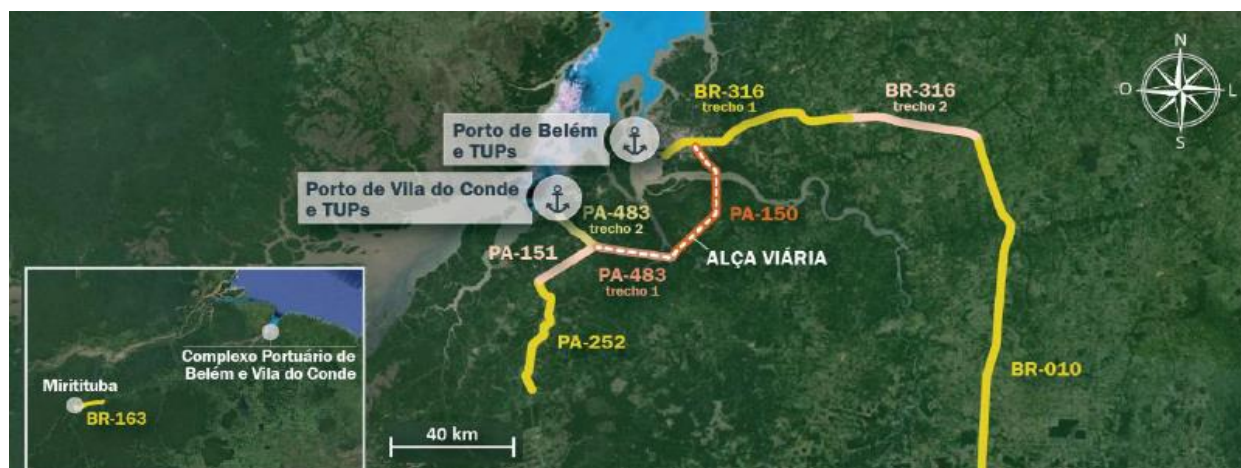 BR-316
trecho 1
BR-316
trecho 2
N
O
L
S
Porto de Belém
e TUPs
Porto de Vila do Conde
e TUPs
PA-483
trecho 2
PA-150
PA-151
ALÇA VIÁRIA
PA-483
trecho 1
PA-252
BR-010
Complexo Portuário de
Belém e Vila do Conde
Miritituba
BR-163
40 km